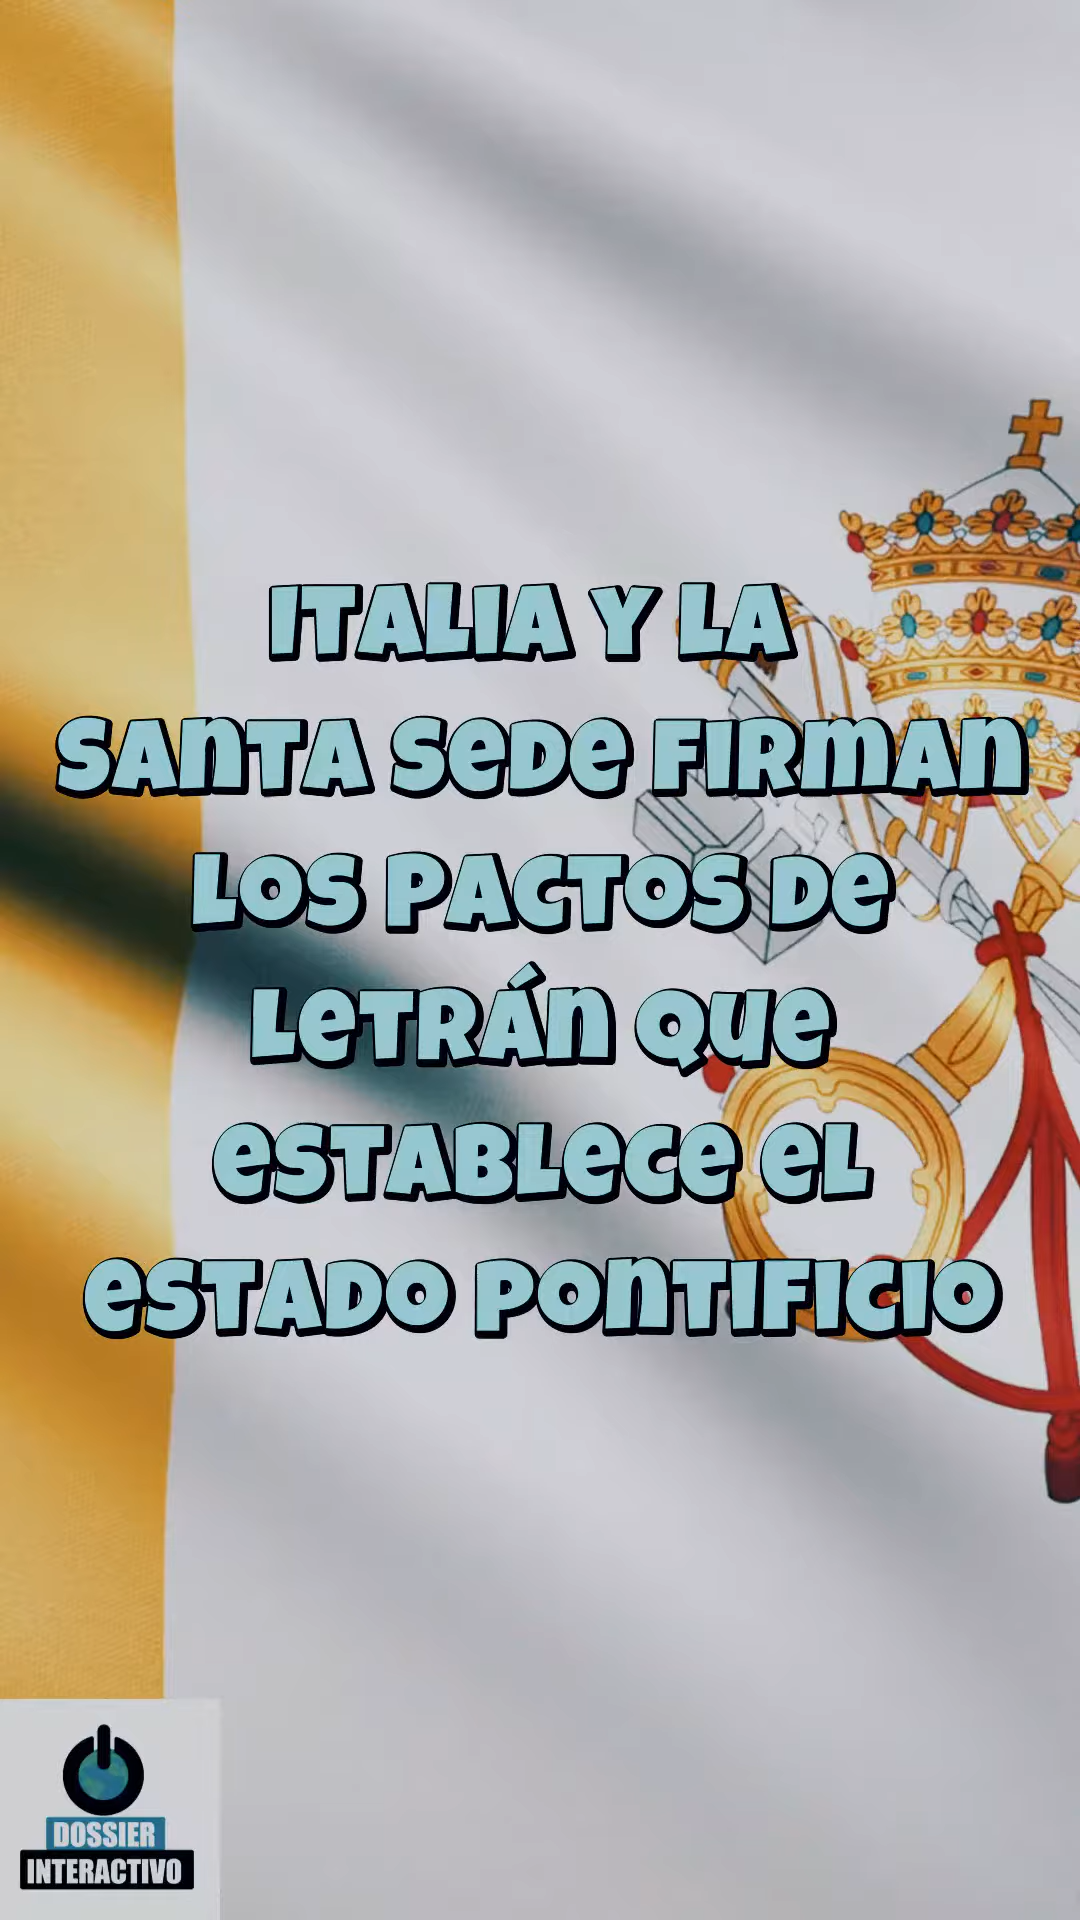 ITALIA Y LA
SANTA SEDE FIRMAN
LOS PACTOS DE
LETRÁN QUE
ESTABLECE EL
ESTADO PONTIFICIO
DOSSIER
INTERACTIVO